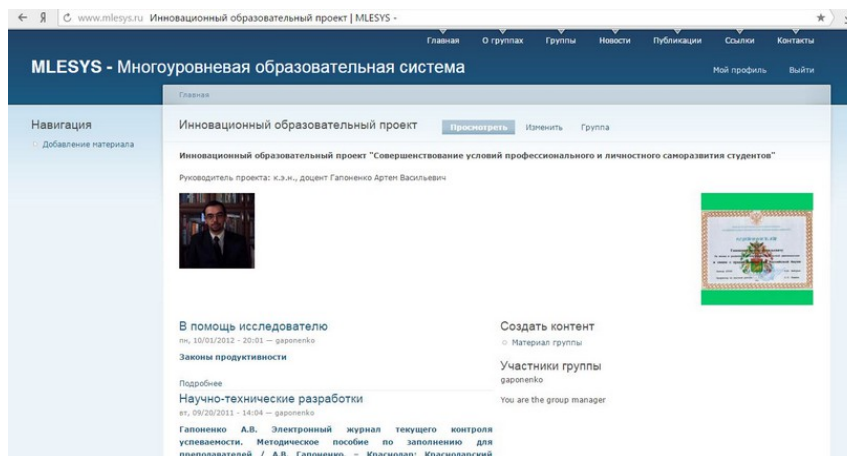 www.mlesys.ru Инновационный образовательный проект | MLESYS -
Главная О группах Группы Новости Публикации Ссылки Контакты
MLESYS - Многоуровневая образовательная система
Мой профиль Выйти
Главная
Навигация
Добавление материала
Инновационный образовательный проект Просмотреть Изменить Группа
Инновационный образовательный проект "Совершенствование условий профессионального и личностного саморазвития студентов"
Руководитель проекта: к.э.н., доцент Гапоненко Артем Васильевич
В помощь исследователю
пн, 10/01/2012 - 20:01 — gaponenko
Законы продуктивности
Подробнее
Научно-технические разработки
вт, 09/20/2011 - 14:04 — gaponenko
Гапоненко А.В. Электронный журнал текущего контроля
успеваемости. Методическое пособие по заполнению для
преподавателей / А.В. Гапоненко. – Краснодар: Краснодарский
Создать контент
Материал группы
Участники группы
gaponenko
You are the group manager